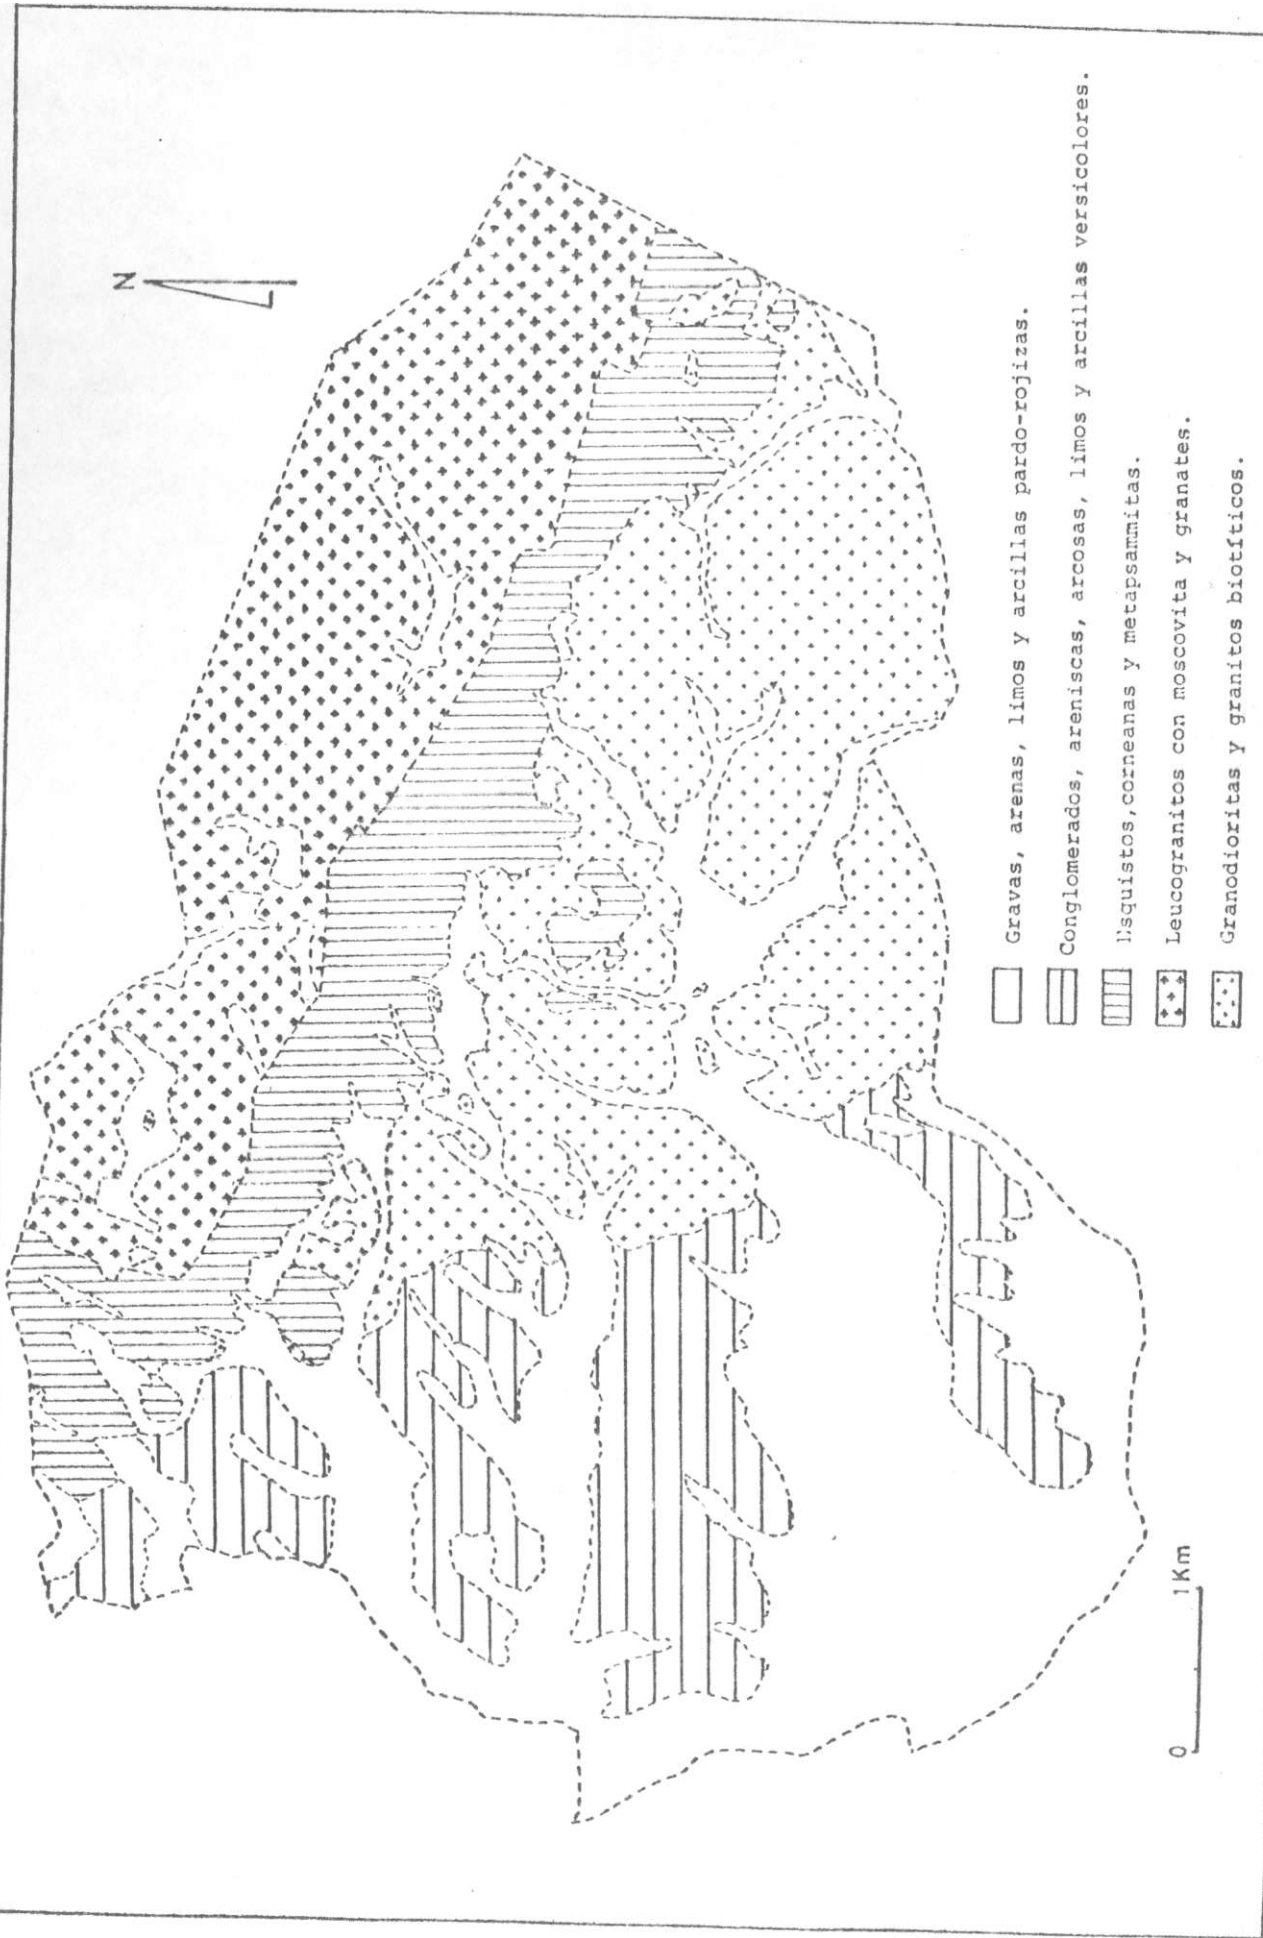 N
Gravas, arenas, limos y arcillas pardo-rojizas.
Conglomerados, areniscas, arcosas, limos y arcillas versicolores.
Esquistos,corneanas y metapsammitas.
Leucogranitos con moscovita y granates.
Granodioritas y granitos biotíticos.
0 1Km